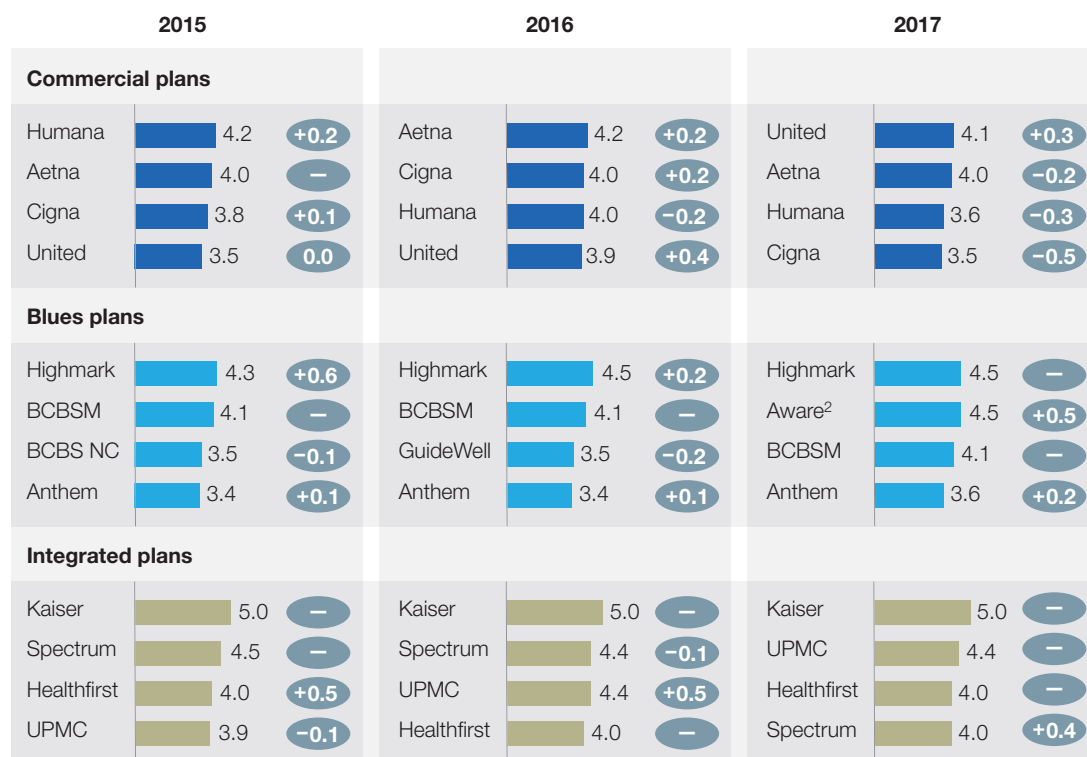 2015 2016 2017
Commercial plans
Humana 4.2 +0.2 Aetna 4.2 +0.2 United 4.1 +0.3
Aetna 4.0 – Cigna 4.0 +0.2 Aetna 4.0 −0.2
Cigna 3.8 +0.1 Humana 4.0 −0.2 Humana 3.6 −0.3
United 3.5 0.0 United 3.9 +0.4 Cigna 3.5 −0.5
Blues plans
Highmark 4.3 +0.6 Highmark 4.5 +0.2 Highmark 4.5 –
BCBSM 4.1 – BCBSM 4.1 – Aware² 4.5 +0.5
BCBS NC 3.5 −0.1 GuideWell 3.5 −0.2 BCBSM 4.1 –
Anthem 3.4 +0.1 Anthem 3.4 +0.1 Anthem 3.6 +0.2
Integrated plans
Kaiser 5.0 – Kaiser 5.0 – Kaiser 5.0 –
Spectrum 4.5 – Spectrum 4.4 −0.1 UPMC 4.4 –
Healthfirst 4.0 +0.5 UPMC 4.4 +0.5 Healthfirst 4.0 –
UPMC 3.9 −0.1 Healthfirst 4.0 – Spectrum 4.0 +0.4